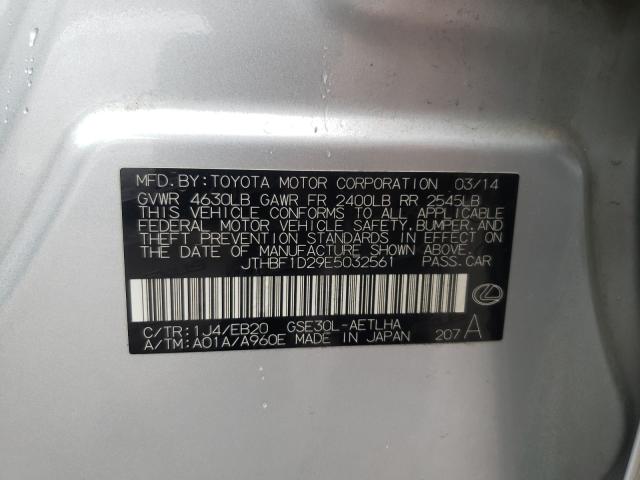 MFD. BY: TOYOTA MOTOR CORPORATION 03/14
GVWR 4630LB GAWR FR 2400LB RR 2545LB
THIS VEHICLE CONFORMS TO ALL APPLICABLE
FEDERAL MOTOR VEHICLE SAFETY, BUMPER, AND
THEFT PREVENTION STANDARDS IN EFFECT ON
THE DATE OF MANUFACTURE SHOWN ABOVE.
JTHBF1D29E5032561 PASS.CAR
C/TR: 1J4/EB20 GSE30L-AETLHA
A/TM: A01A/A960E MADE IN JAPAN 207 A